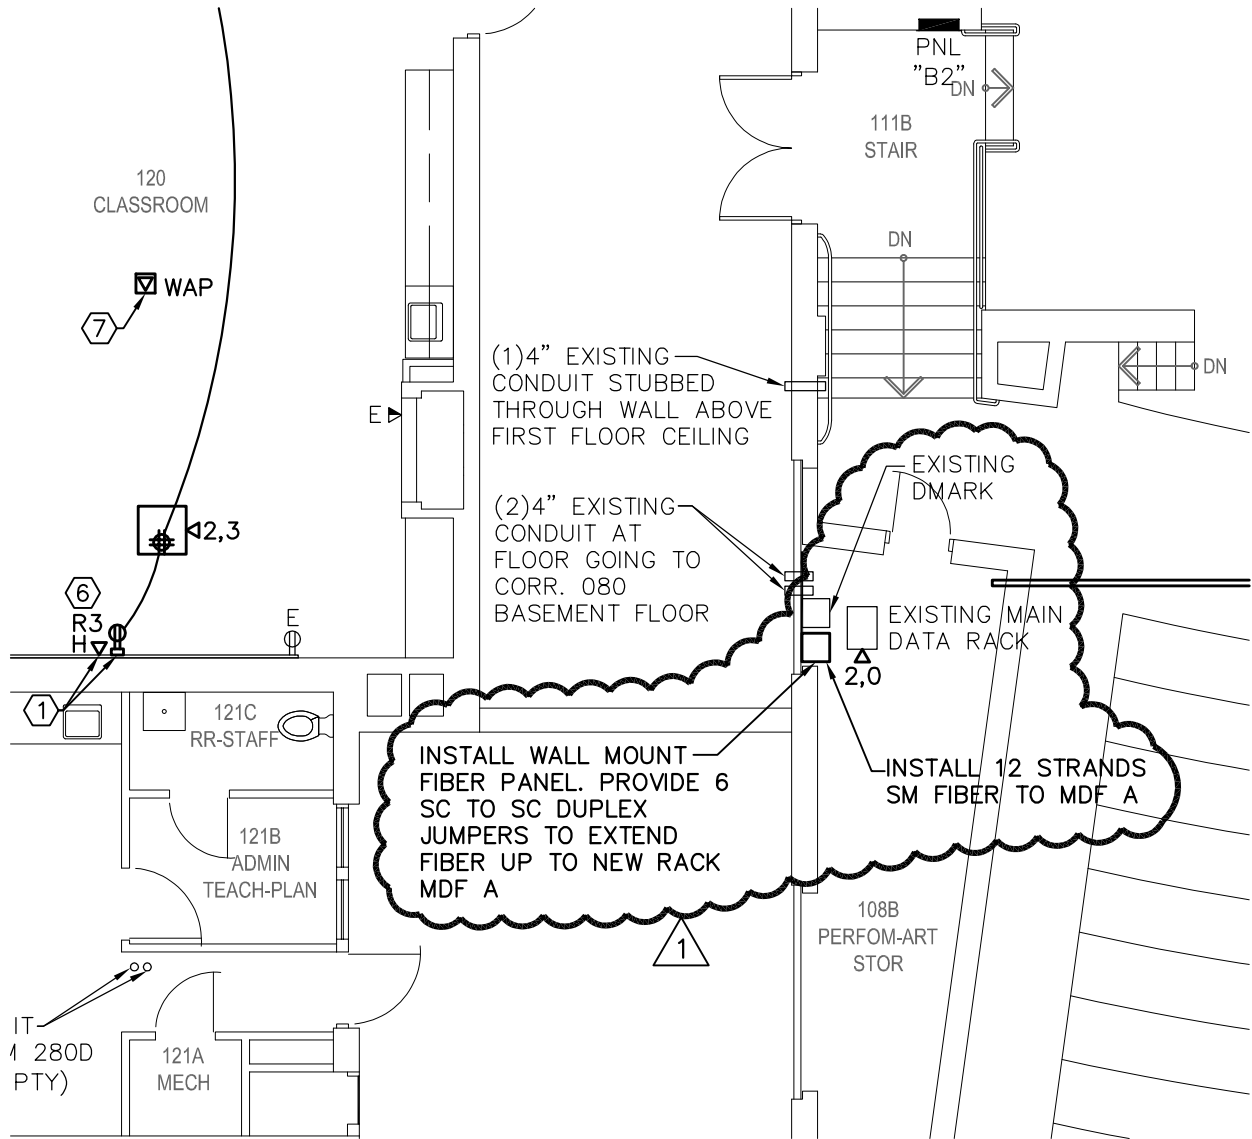 PNL
"B2"
DN
111B
STAIR
120
CLASSROOM
WAP
7
DN
(1)4" EXISTING
CONDUIT STUBBED
THROUGH WALL ABOVE
FIRST FLOOR CEILING
DN
E
EXISTING
DMARK
(2)4" EXISTING
CONDUIT AT
FLOOR GOING TO
CORR. 080
BASEMENT FLOOR
2,3
6
R3
H
E
EXISTING MAIN
DATA RACK
2,0
1
121C
RR-STAFF
INSTALL WALL MOUNT
FIBER PANEL. PROVIDE 6
SC TO SC DUPLEX
JUMPERS TO EXTEND
FIBER UP TO NEW RACK
MDF A
INSTALL 12 STRANDS
SM FIBER TO MDF A
121B
ADMIN
TEACH-PLAN
1
108B
PERFOM-ART
STOR
IT
280D
PTY)
121A
MECH